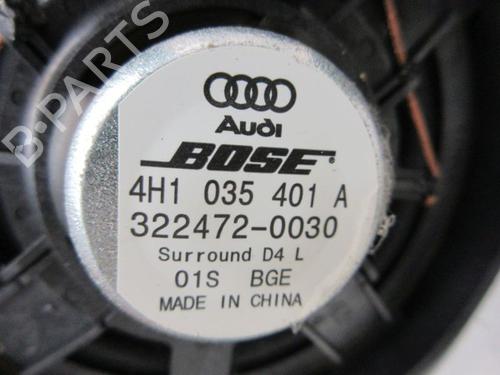 Audi
BOSE®
4H1 035 401 A
322472-0030
Surround D4 L
01S BGE
MADE IN CHINA
B-PARTS